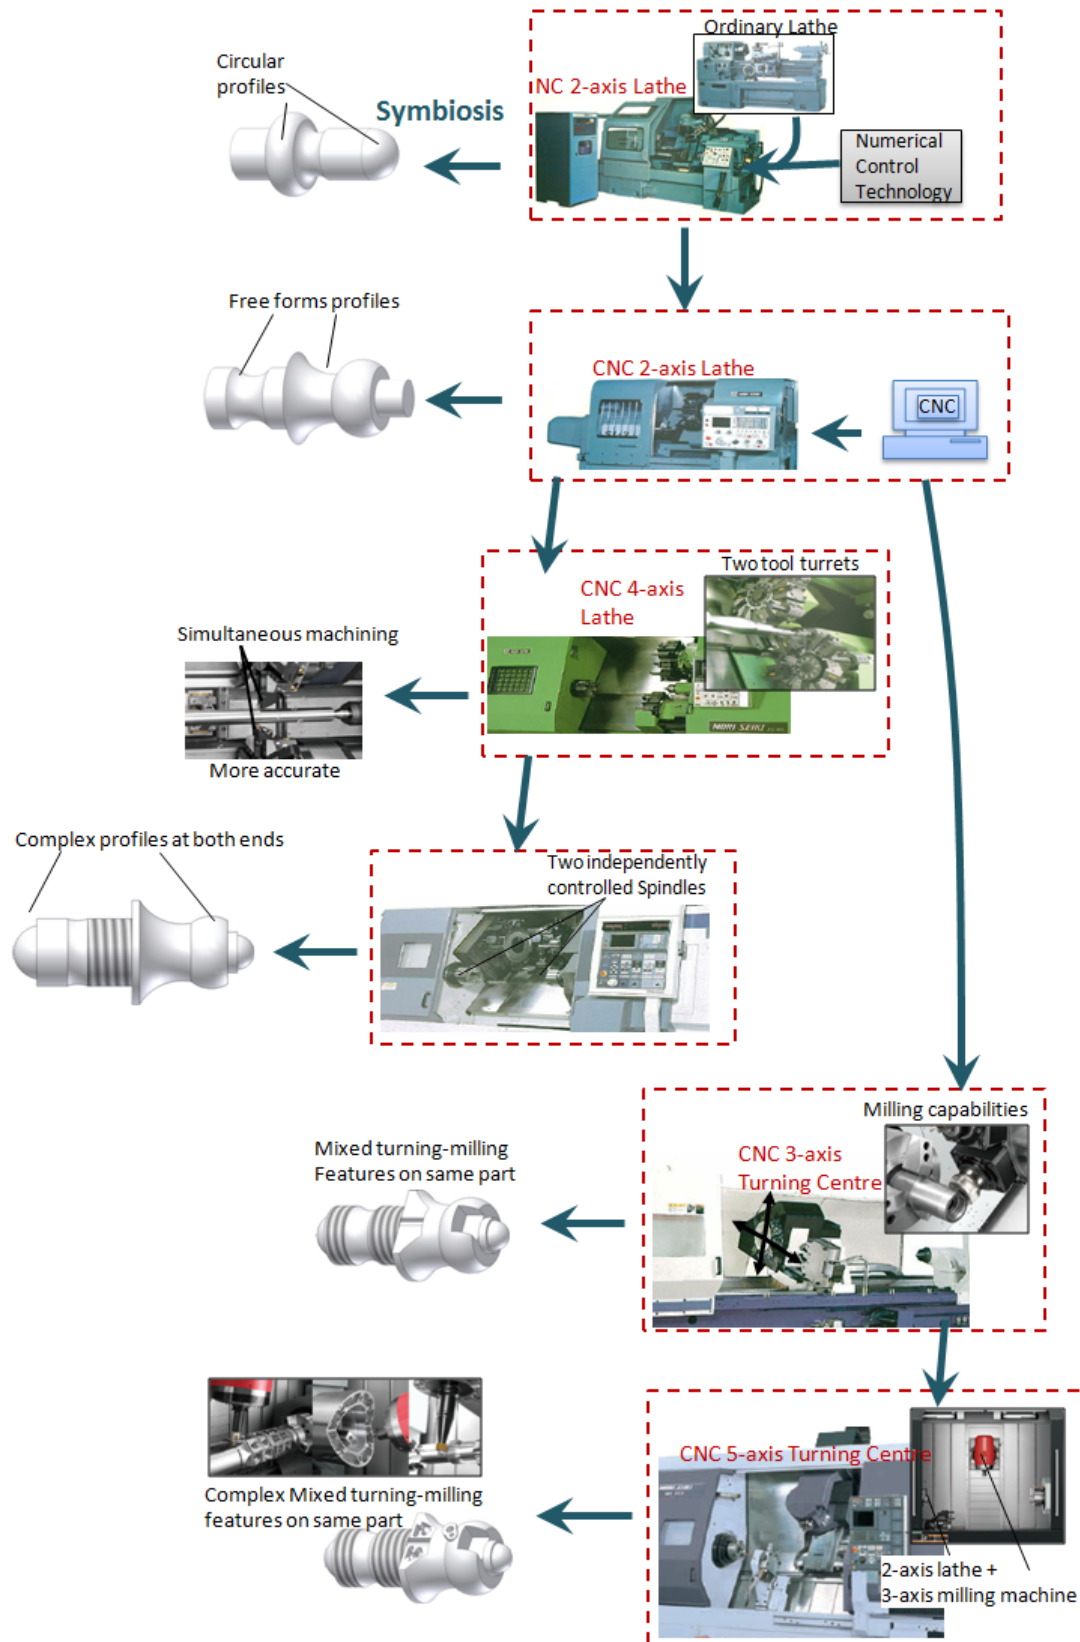 Ordinary Lathe
Circular
profiles
NC 2-axis Lathe
Symbiosis
Numerical
Control
Technology
Free forms profiles
CNC 2-axis Lathe
CNC
Two tool turrets
CNC 4-axis
Lathe
Simultaneous machining
MORI SEIKI
More accurate
Complex profiles at both ends
Two independently
controlled Spindles
Milling capabilities
Mixed turning-milling
Features on same part
CNC 3-axis
Turning Centre
CNC 5-axis Turning Centre
Complex Mixed turning-milling
features on same part
2-axis lathe +
3-axis milling machine